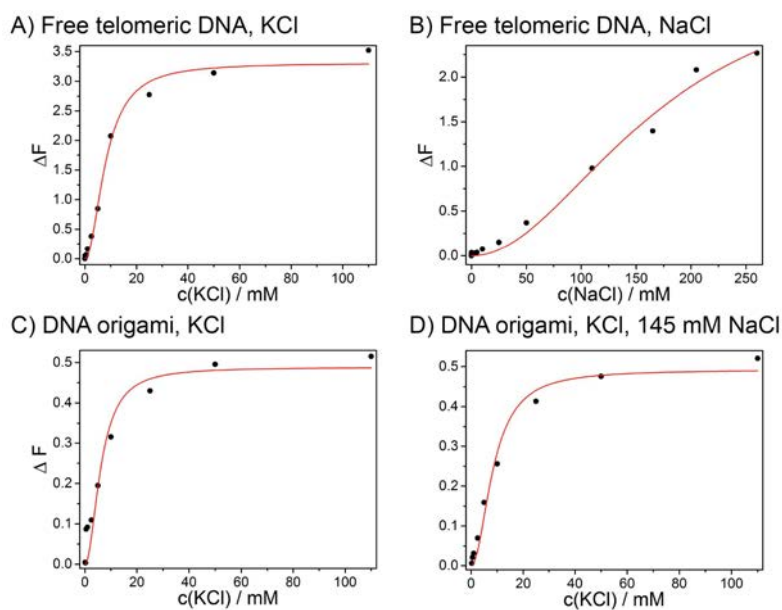 A) Free telomeric DNA, KCl
3.5
3.0
2.5
2.0
1.5
1.0
0.5
0.0
ΔF
0 20 40 60 80 100
c(KCl) / mM
B) Free telomeric DNA, NaCl
2.0
1.5
1.0
0.5
0.0
ΔF
0 50 100 150 200 250
c(NaCl) / mM
C) DNA origami, KCl
0.5
0.4
0.3
0.2
0.1
0.0
Δ F
0 20 40 60 80 100
c(KCl) / mM
D) DNA origami, KCl, 145 mM NaCl
0.5
0.4
0.3
0.2
0.1
0.0
0 20 40 60 80 100
c(KCl) / mM